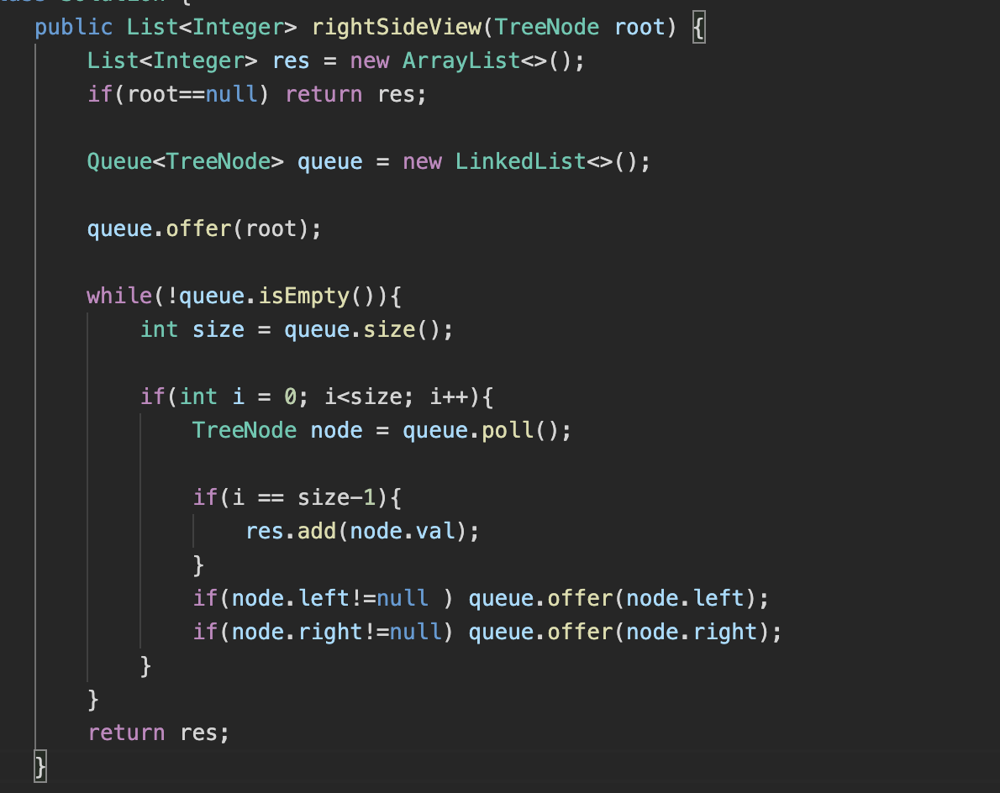 public List<Integer> rightSideView(TreeNode root) {
List<Integer> res = new ArrayList<>();
if(root==null) return res;
Queue<TreeNode> queue = new LinkedList<>();
queue.offer(root);
while(!queue.isEmpty()){
int size = queue.size();
if(int i = 0; i<size; i++){
TreeNode node = queue.poll();
if(i == size-1){
res.add(node.val);
}
if(node.left!=null ) queue.offer(node.left);
if(node.right!=null) queue.offer(node.right);
}
}
return res;
}